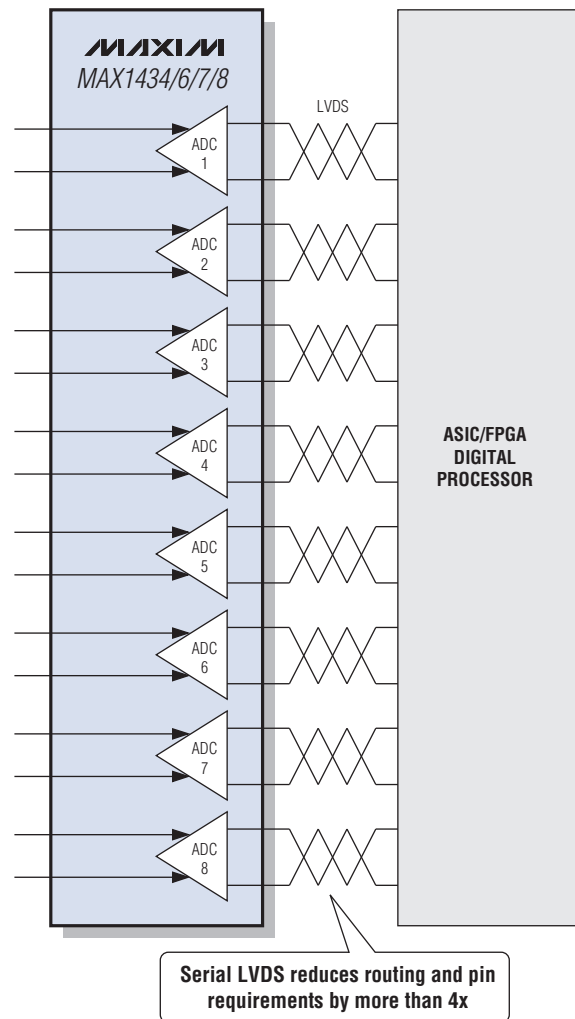 MAXIM
MAX1434/6/7/8
LVDS
ADC
1
ADC
2
ADC
3
ADC
4
ADC
5
ADC
6
ADC
7
ADC
8
ASIC/FPGA
DIGITAL
PROCESSOR
Serial LVDS reduces routing and pin
requirements by more than 4x